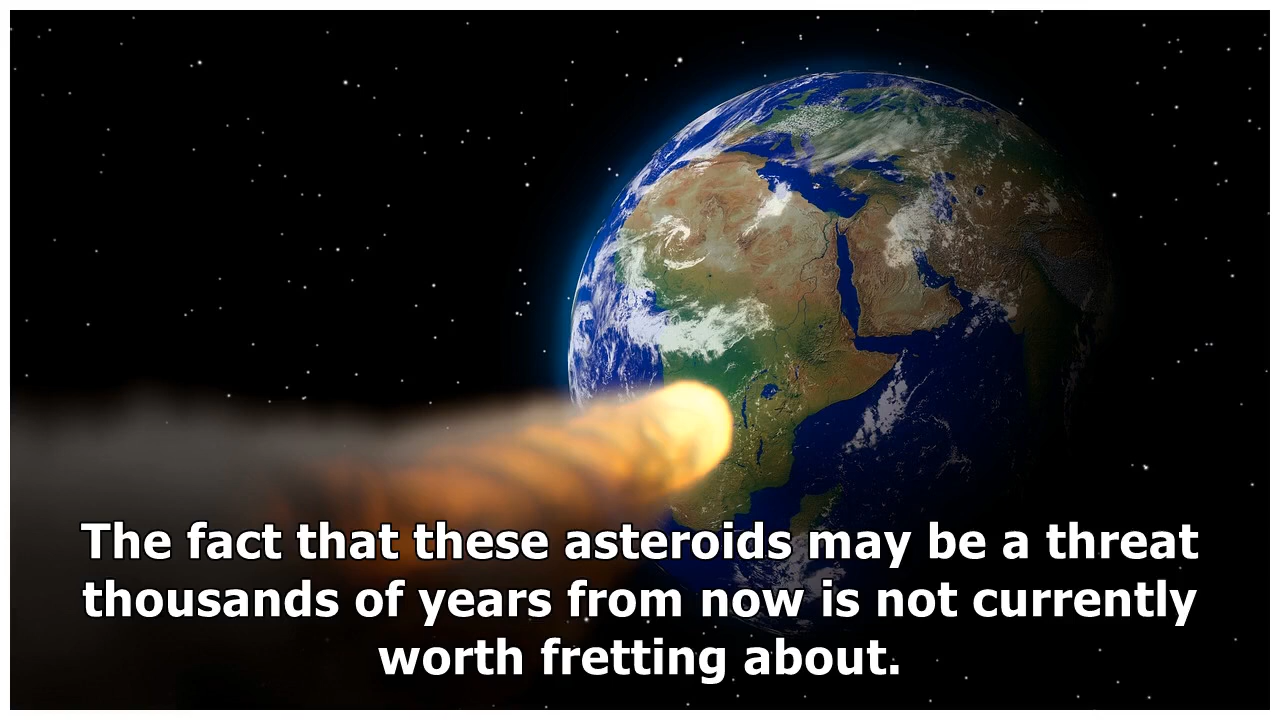 The fact that these asteroids may be a threat
thousands of years from now is not currently
worth fretting about.